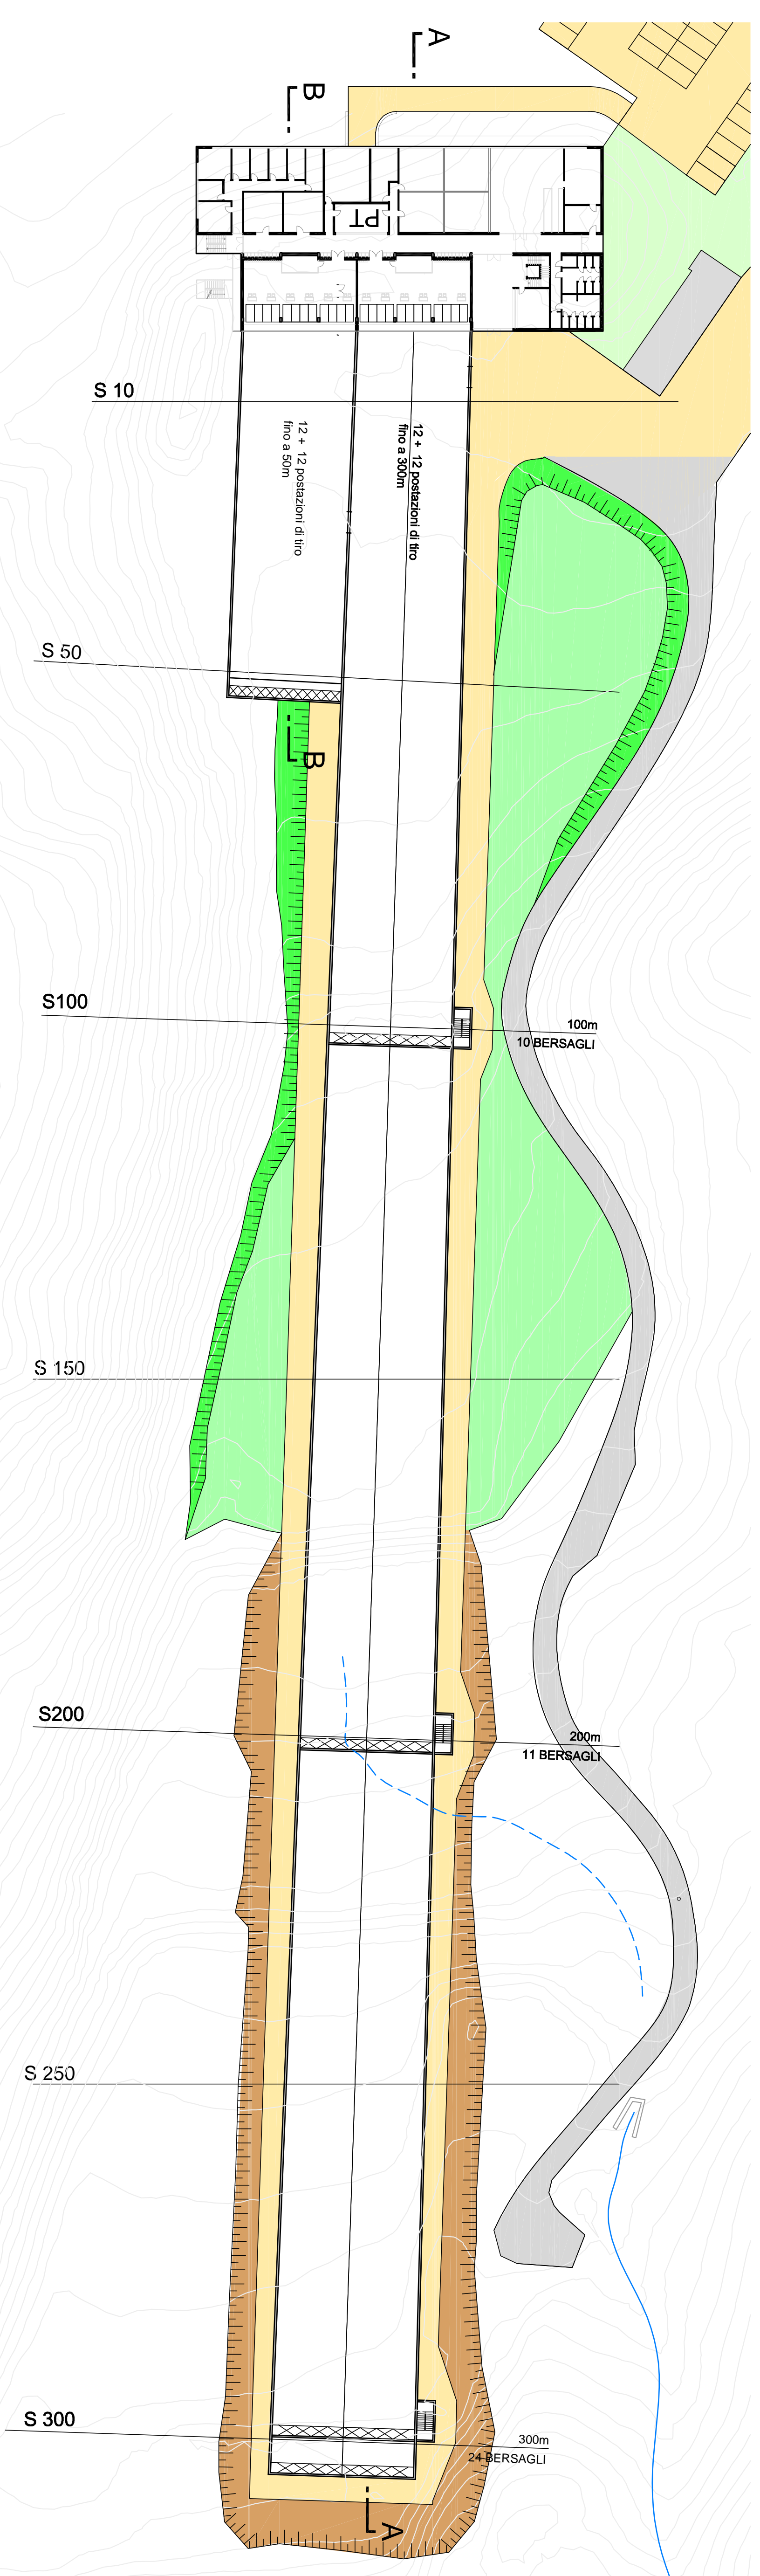 A
B
PT
S 10
12 + 12 postazioni di tiro
fino a 50m
12 + 12 postazioni di tiro
fino a 300m
S 50
B
S100
100m
10 BERSAGLI
S 150
S200
200m
11 BERSAGLI
S 250
S 300
300m
24 BERSAGLI
A